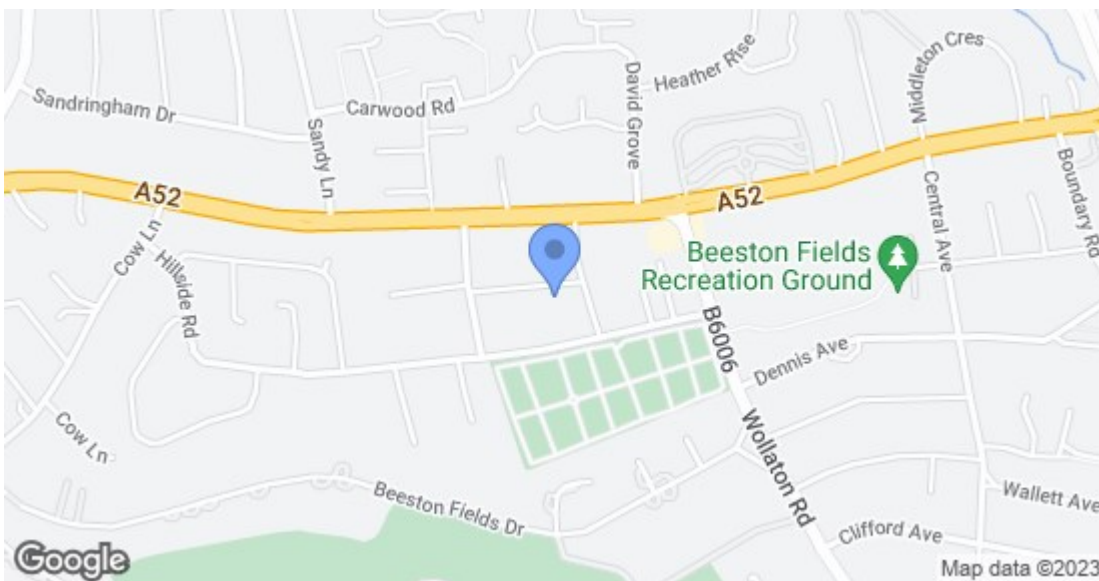 Middleton Cres
Heather Rise
David Grove
Sandringham Dr
Carwood Rd
Sandy Ln
A52
A52
Boundary Rd
Central Ave
Cow Ln
Hillside Rd
Beeston Fields
Recreation Ground
B6006
Dennis Ave
Cow Ln
Wollaton Rd
Beeston Fields Dr
Wallett Ave
Clifford Ave
Google
Map data ©2023